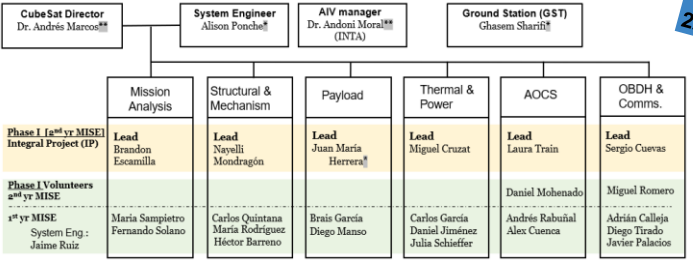 CubeSat Director
Dr. Andrés Marcos**
System Engineer
Alison Ponche*
AIV manager
Dr. Andoni Moral**
(INTA)
Ground Station (GST)
Ghasem Sharifi*
2
Mission
Analysis
Structural &
Mechanism
Payload
Thermal &
Power
AOCS
OBDH &
Comms.
Phase I [2nd yr MISE]
Integral Project (IP)
Lead
Brandon
Escamilla
Lead
Nayelli
Mondragón
Lead
Juan María
Herrera*
Lead
Miguel Cruzat
Lead
Laura Train
Lead
Sergio Cuevas
Phase I Volunteers
2nd yr MISE
Daniel Mohenado
Miguel Romero
1st yr MISE
System Eng.:
Jaime Ruiz
Maria Sampietro
Fernando Solano
Carlos Quintana
María Rodríguez
Héctor Barreno
Brais García
Diego Manso
Carlos García
Daniel Jiménez
Julia Schieffer
Andrés Rabuñal
Alex Cuenca
Adrián Calleja
Diego Tirado
Javier Palacios